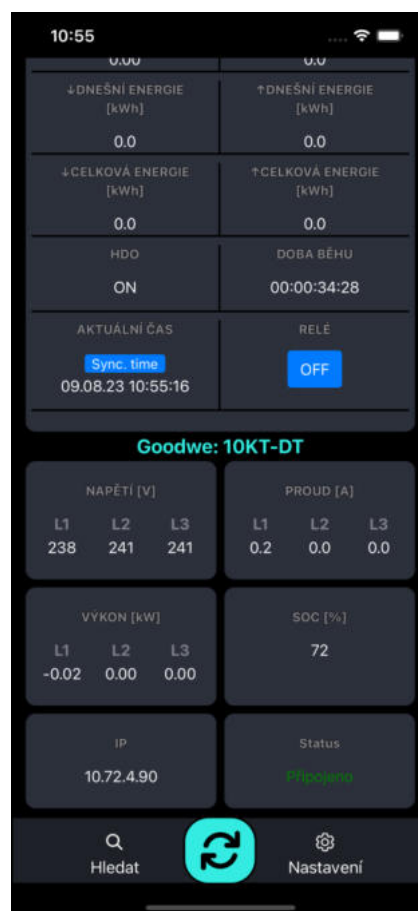 10:55
0.00 0.0
↓DNEŠNÍ ENERGIE ↑DNEŠNÍ ENERGIE
[kWh] [kWh]
0.0 0.0
↓CELKOVÁ ENERGIE ↑CELKOVÁ ENERGIE
[kWh] [kWh]
0.0 0.0
HDO DOBA BĚHU
ON 00:00:34:28
AKTUÁLNÍ ČAS RELÉ
Sync. time OFF
09.08.23 10:55:16
Goodwe: 10KT-DT
NAPĚTÍ [V] PROUD [A]
L1 L2 L3 L1 L2 L3
238 241 241 0.2 0.0 0.0
VÝKON [kW] SOC [%]
L1 L2 L3 72
-0.02 0.00 0.00
IP Status
10.72.4.90 Připojeno
Hledat Nastavení